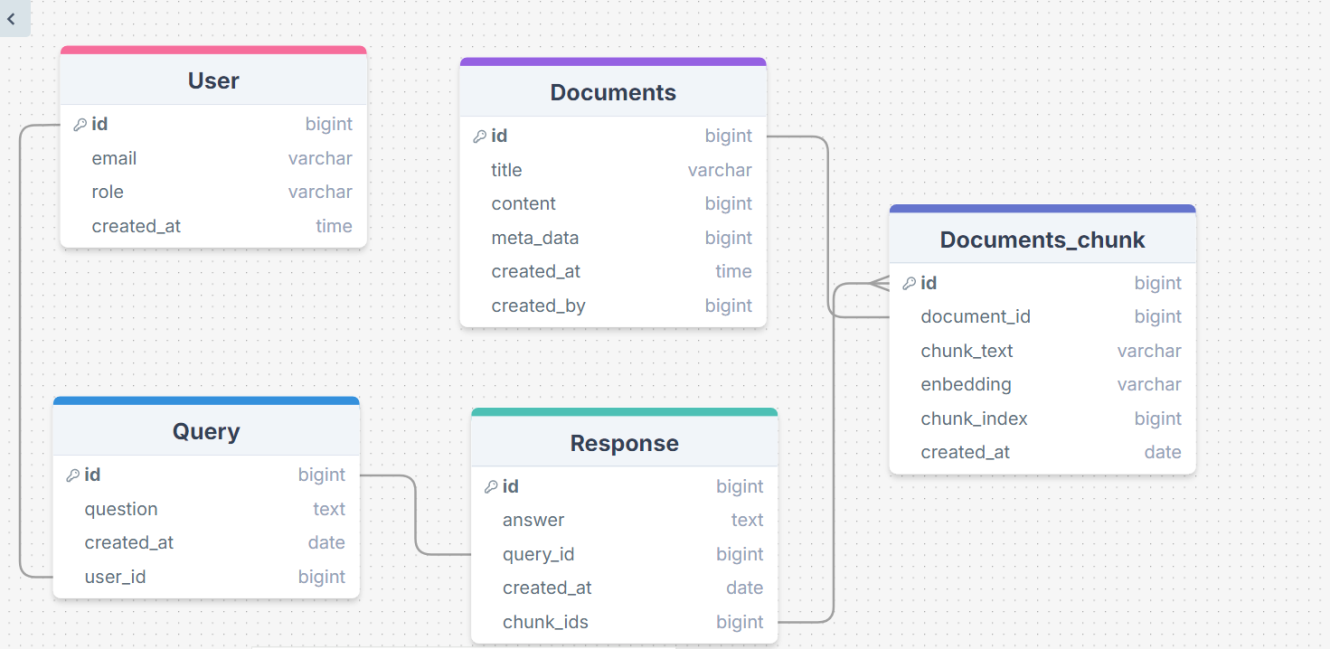 User
id bigint
email varchar
role varchar
created_at time
Documents
id bigint
title varchar
content bigint
meta_data bigint
created_at time
created_by bigint
Documents_chunk
id bigint
document_id bigint
chunk_text varchar
enbedding varchar
chunk_index bigint
created_at date
Query
id bigint
question text
created_at date
user_id bigint
Response
id bigint
answer text
query_id bigint
created_at date
chunk_ids bigint